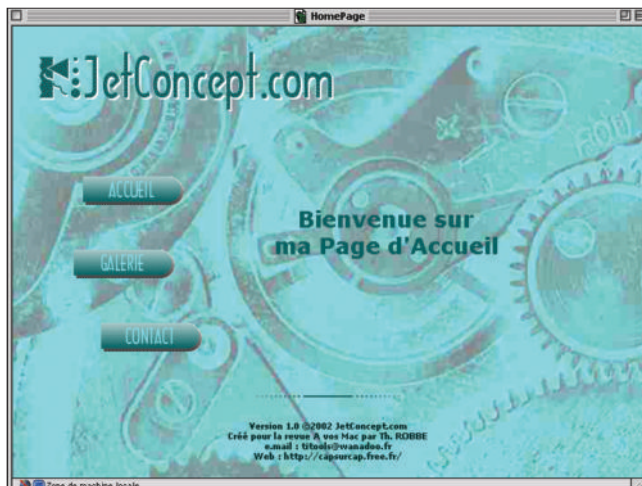 HomePage
JetConcept.com
ACCUEIL
GALERIE
CONTACT
Bienvenue sur
ma Page d'Accueil
Version 1.0 ©2002 JetConcept.com
Créé pour la revue A vos Mac par Th. ROBBE
e.mail : titools@wanadoo.fr
Web : http://capsurcap.free.fr/
Zone de machine locale